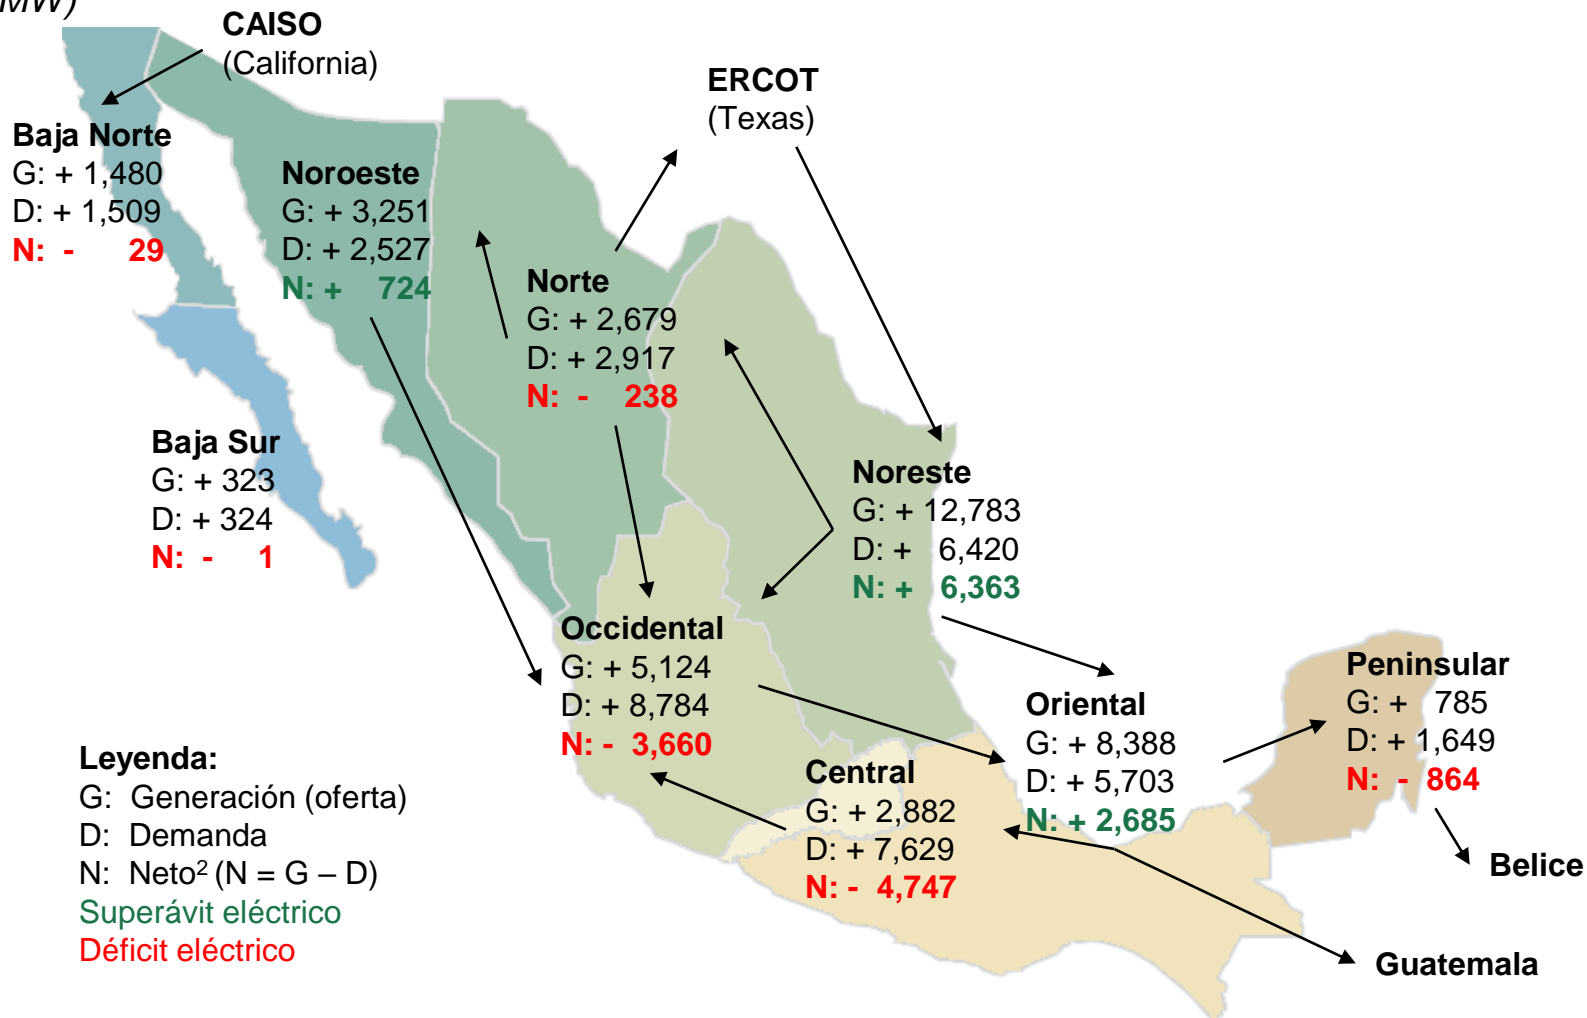 MW)
CAISO
(California)
ERCOT
(Texas)
Baja Norte
G: + 1,480
D: + 1,509
N: - 29
Noroeste
G: + 3,251
D: + 2,527
N: + 724
Norte
G: + 2,679
D: + 2,917
N: - 238
Baja Sur
G: + 323
D: + 324
N: - 1
Noreste
G: + 12,783
D: + 6,420
N: + 6,363
Occidental
G: + 5,124
D: + 8,784
N: - 3,660
Central
G: + 2,882
D: + 7,629
N: - 4,747
Oriental
G: + 8,388
D: + 5,703
N: + 2,685
Peninsular
G: + 785
D: + 1,649
N: - 864
Belice
Guatemala
Leyenda:
G: Generación (oferta)
D: Demanda
N: Neto² (N = G – D)
Superávit eléctrico
Déficit eléctrico